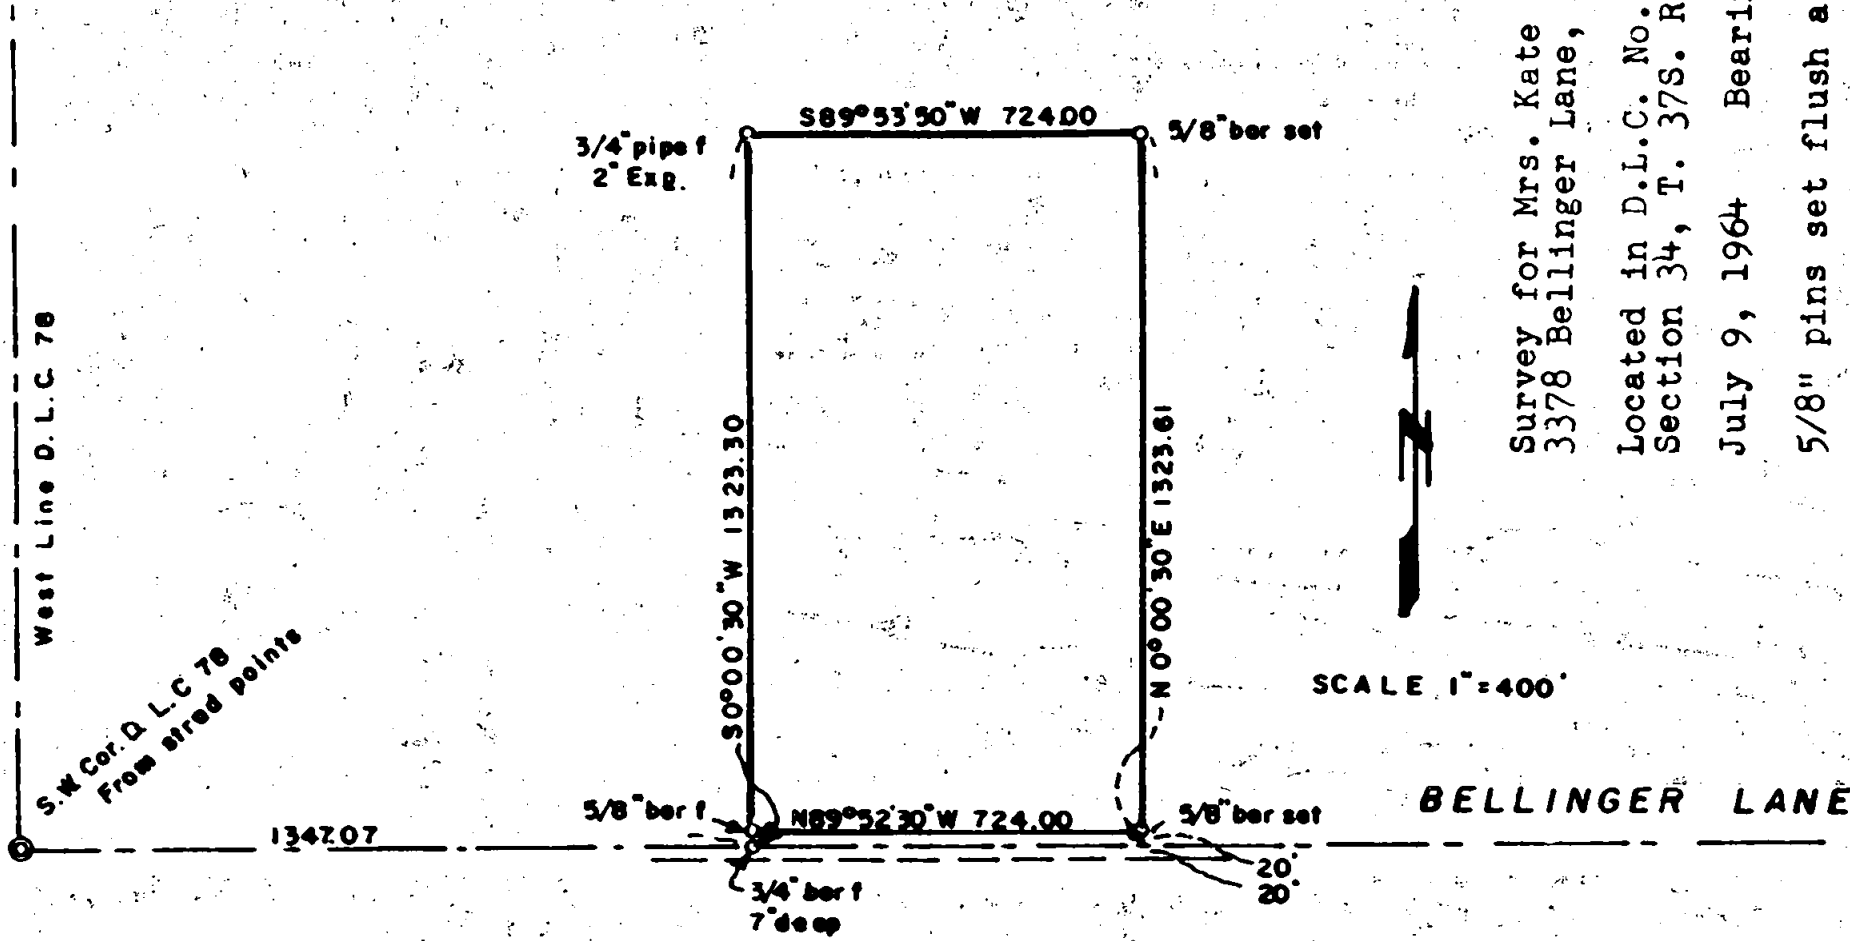 S89°53'50"W 724.00
3/4" pipe f
2" Exp.
5/8" bar set
West Line D.L.C. 78
S0°00'30"W 1323.30
N0°00'30"E 1323.61
S.W. Cor. D.L.C 78
From strad points
5/8" bar f
N89°52'30"W 724.00
5/8" bar set
1347.07
3/4" bar f
7" deep
20'
20'
N
SCALE 1"=400'
BELLINGER LANE
Survey for Mrs. Kate
3378 Bellinger Lane,
Located in D.L.C. No.
Section 34, T. 37S. R
July 9, 1964 Beari
5/8" pins set flush a